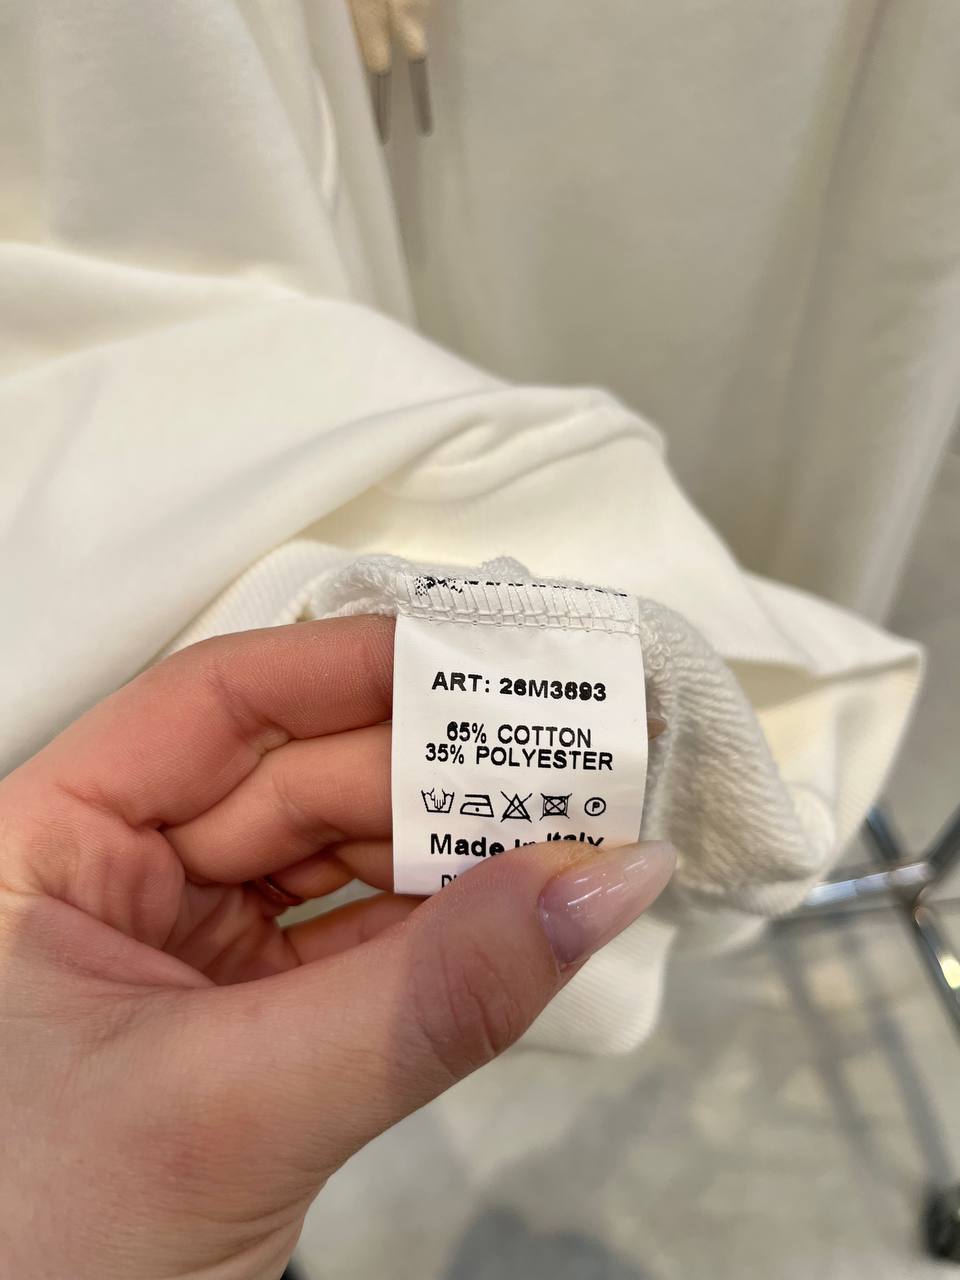 ART: 26M3693
65% COTTON
35% POLYESTER
P
Made In Italy